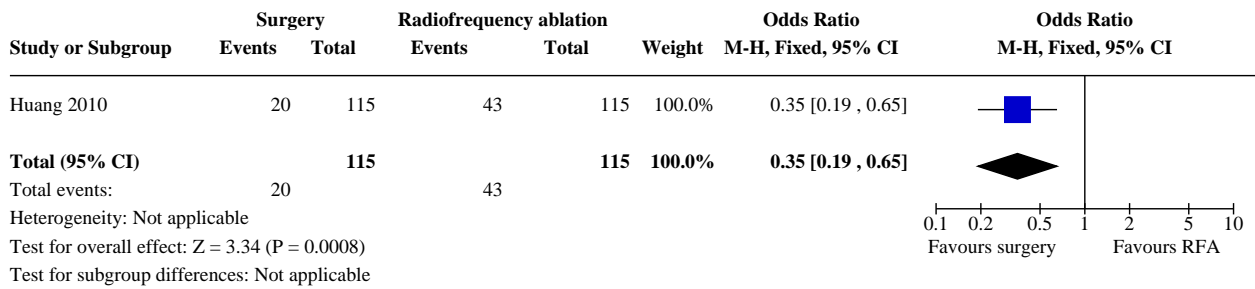 Surgery Radiofrequency ablation Odds Ratio Odds Ratio
Study or Subgroup Events Total Events Total Weight M-H, Fixed, 95% CI M-H, Fixed, 95% CI
Huang 2010 20 115 43 115 100.0% 0.35 [0.19 , 0.65]
Total (95% CI) 115 115 100.0% 0.35 [0.19 , 0.65]
Total events: 20 43
Heterogeneity: Not applicable
0.1 0.2 0.5 1 2 5 10
Test for overall effect: Z = 3.34 (P = 0.0008)
Favours surgery Favours RFA
Test for subgroup differences: Not applicable